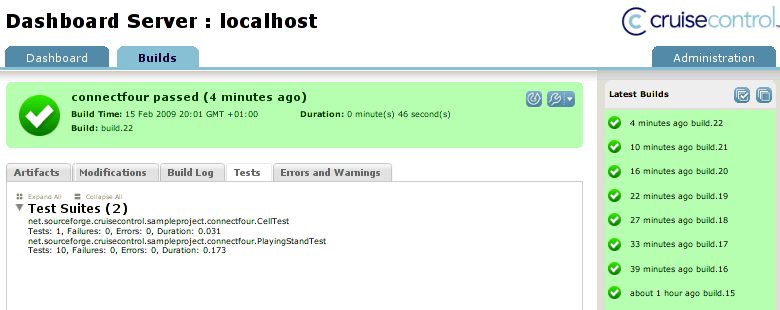 Dashboard Server : localhost
cruisecontrol
Dashboard
Builds
Administration
connectfour passed (4 minutes ago)
Build Time: 15 Feb 2009 20:01 GMT +01:00
Duration: 0 minute(s) 46 second(s)
Build: build.22
Artifacts
Modifications
Build Log
Tests
Errors and Warnings
Expand All
Collapse All
Test Suites (2)
net.sourceforge.cruisecontrol.sampleproject.connectfour.CellTest
Tests: 1, Failures: 0, Errors: 0, Duration: 0.031
net.sourceforge.cruisecontrol.sampleproject.connectfour.PlayingStandTest
Tests: 10, Failures: 0, Errors: 0, Duration: 0.173
Latest Builds
4 minutes ago build.22
10 minutes ago build.21
16 minutes ago build.20
22 minutes ago build.19
27 minutes ago build.18
33 minutes ago build.17
39 minutes ago build.16
about 1 hour ago build.15